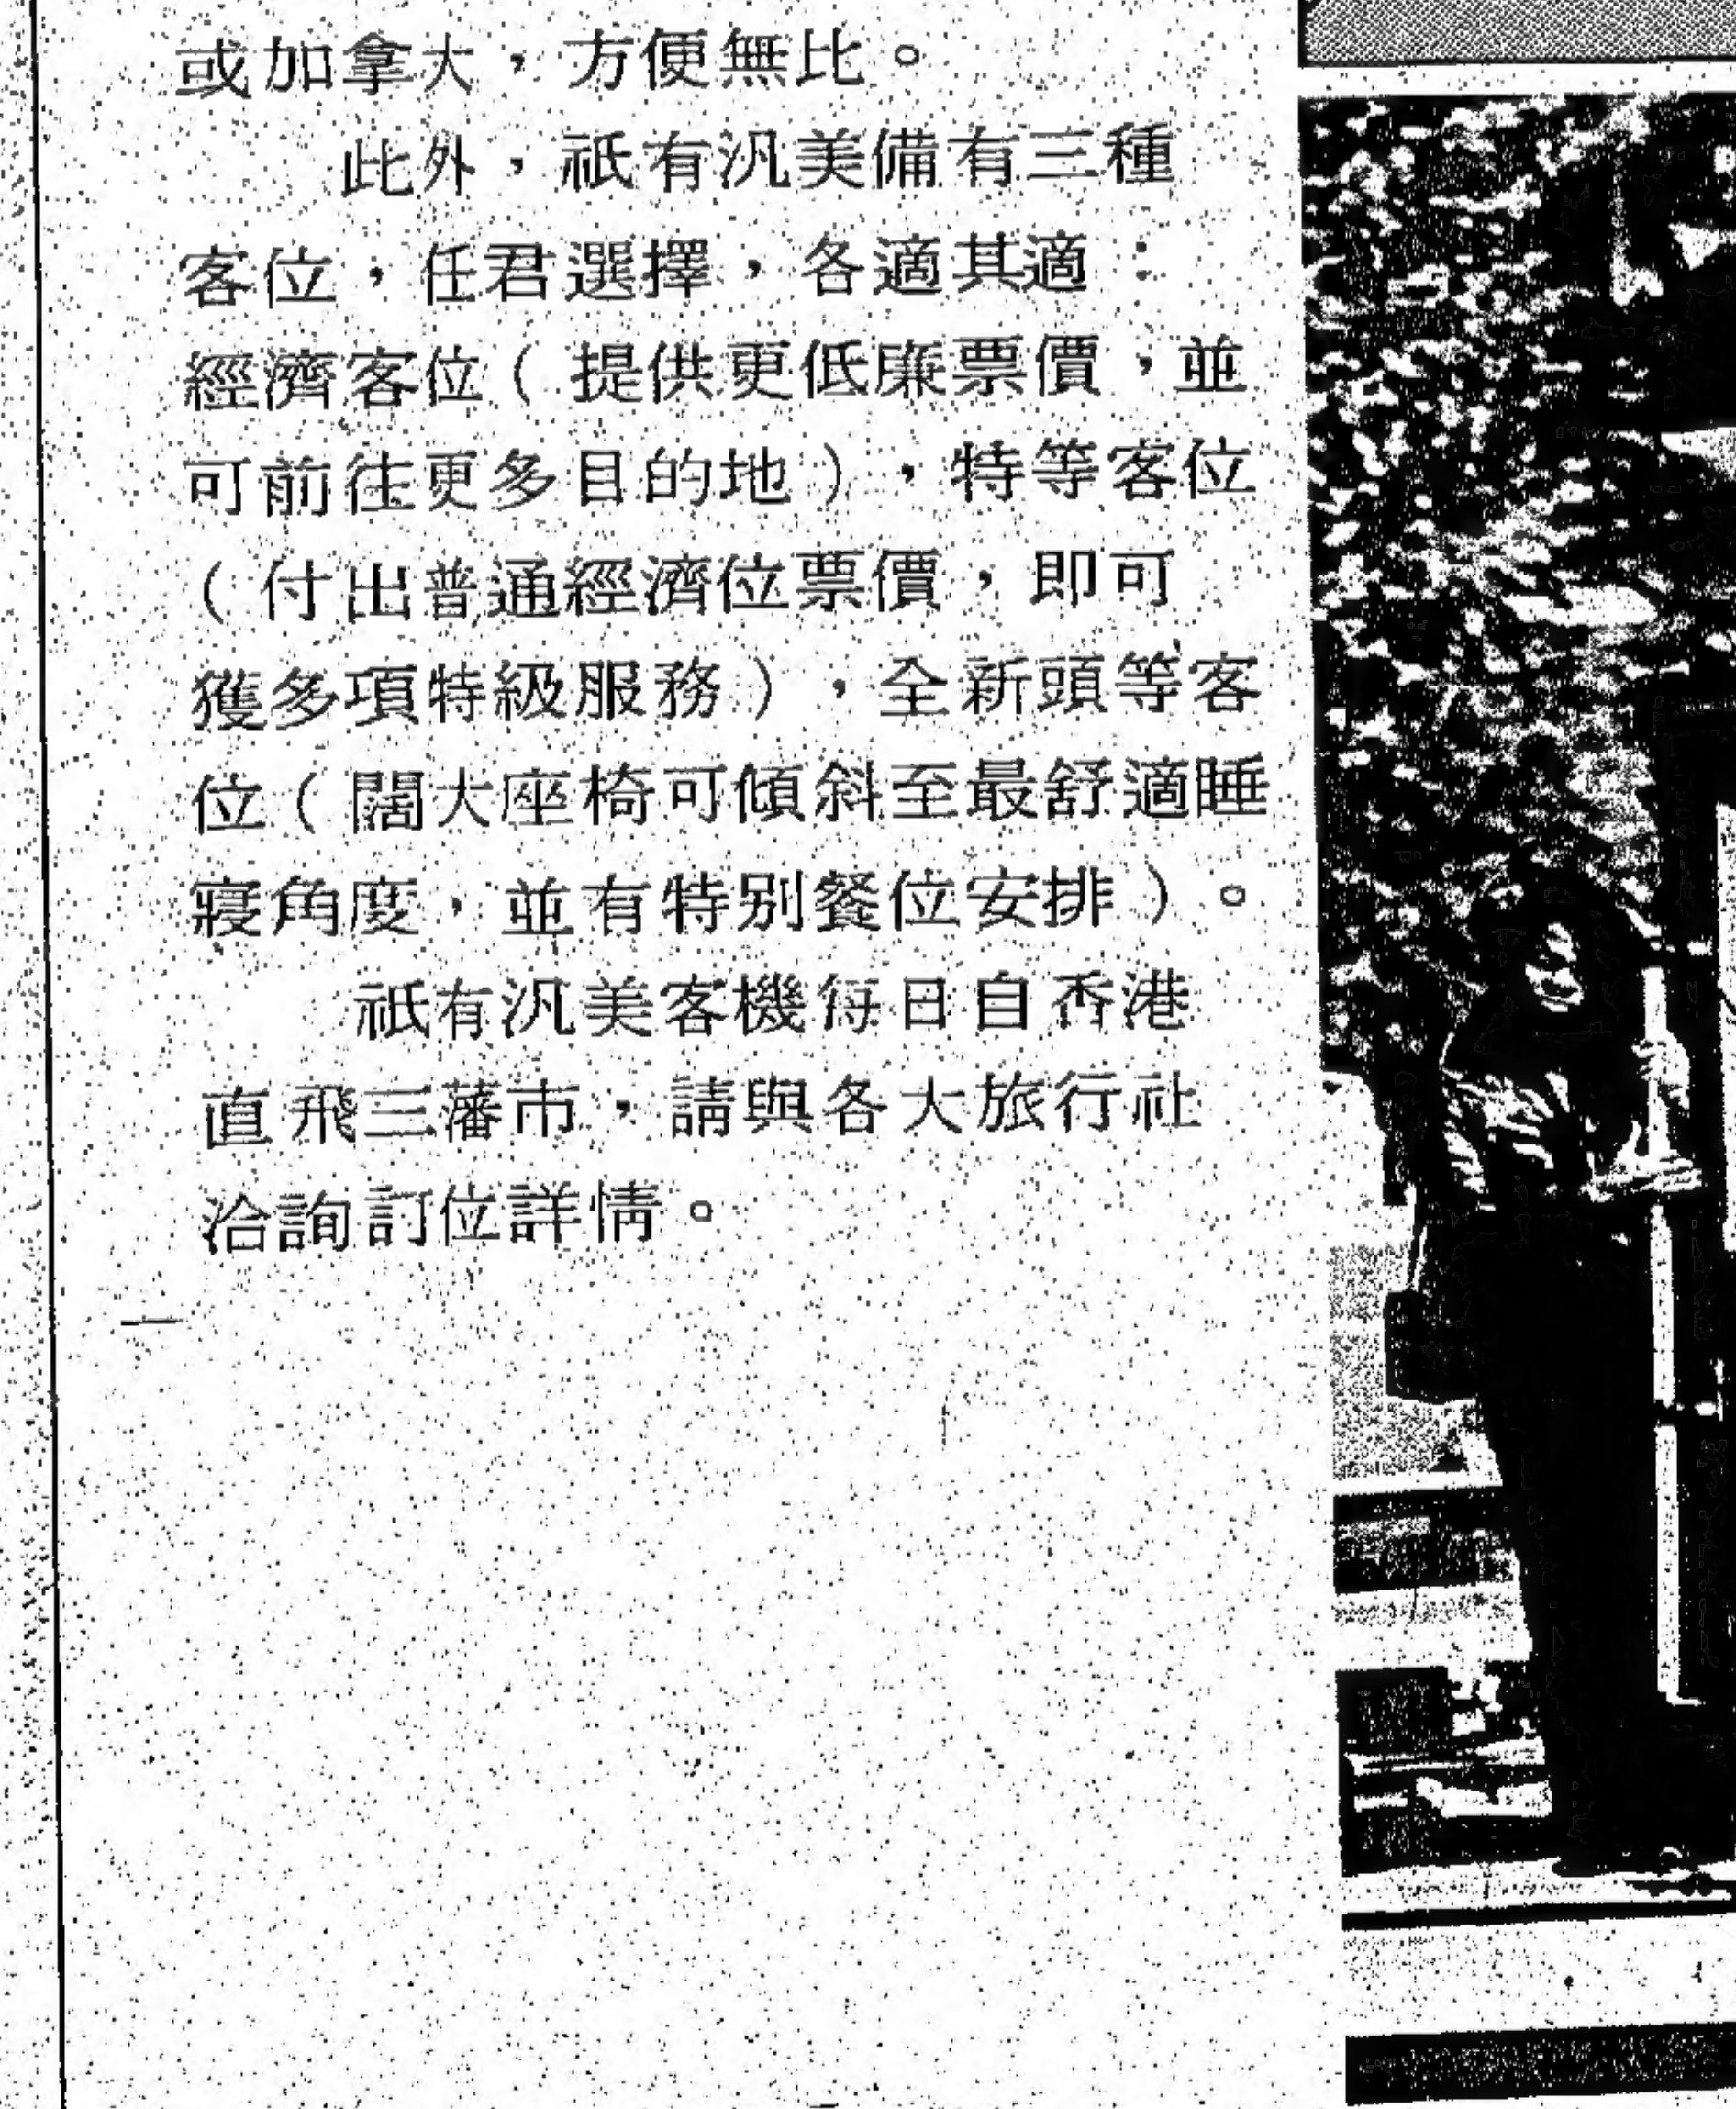 或加拿大，方便無比。
此外，祇有汎美備有三種
客位，任君選擇，各適其適：
經濟客位（提供更低廉票價，並
可前往更多目的地），特等客位
（付出普通經濟位票價，即可
獲多項特級服務），全新頭等客
位（闊大座椅可傾斜至最舒適睡
寢角度，並有特别餐位安排）。
祇有汎美客機每日自香港
直飛三藩市，請與各大旅行社
洽詢訂位詳情。